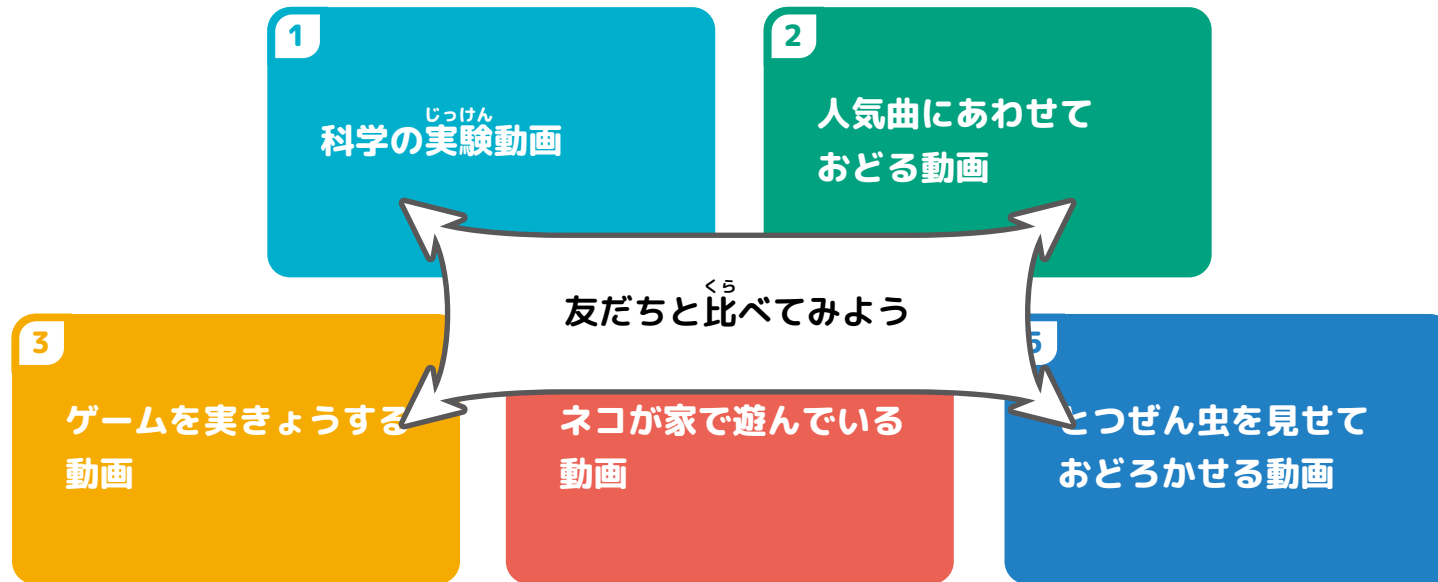 1
科学の実験動画
じっけん
2
人気曲にあわせて
おどる動画
友だちと比べてみよう
くら
3
ゲームを実きょうする
動画
ネコが家で遊んでいる
動画
5
とつぜん虫を見せて
おどろかせる動画